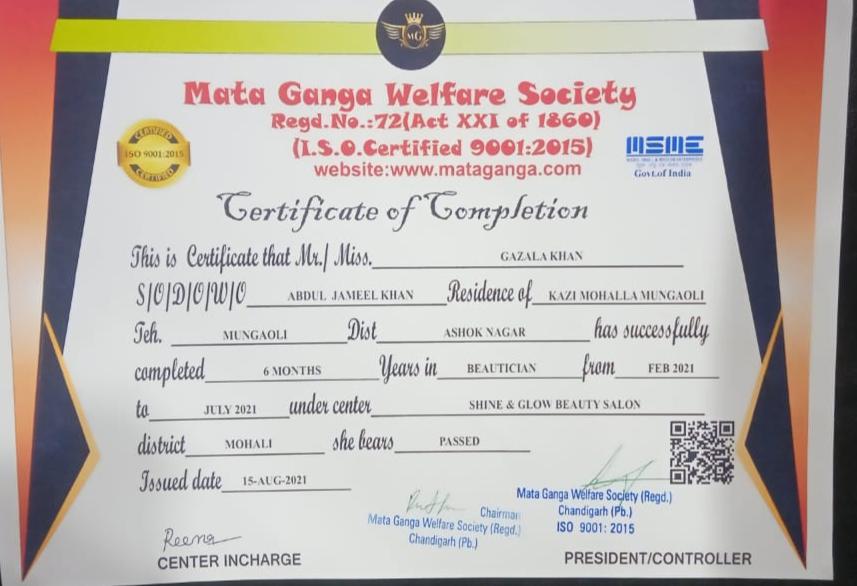 MG
Mata Ganga Welfare Society
Regd.No.:72(Act XXI of 1860)
(I.S.O.Certified 9001:2015)
website:www.mataganga.com
CERTIFIED
ISO 9001:2015
CERTIFIED
MSME
Govt.of India
Certificate of Completion
This is Certificate that Mr./ Miss. GAZALA KHAN
S/O/D/O/W/O ABDUL JAMEEL KHAN Residence of KAZI MOHALLA MUNGAOLI
Teh. MUNGAOLI Dist ASHOK NAGAR has successfully
completed 6 MONTHS Years in BEAUTICIAN from FEB 2021
to JULY 2021 under center SHINE & GLOW BEAUTY SALON
district MOHALI she bears PASSED
Issued date 15-AUG-2021
Reena
CENTER INCHARGE
Chairman
Mata Ganga Welfare Society (Regd.)
Chandigarh (Pb.)
Mata Ganga Welfare Society (Regd.)
Chandigarh (Pb.)
ISO 9001: 2015
PRESIDENT/CONTROLLER